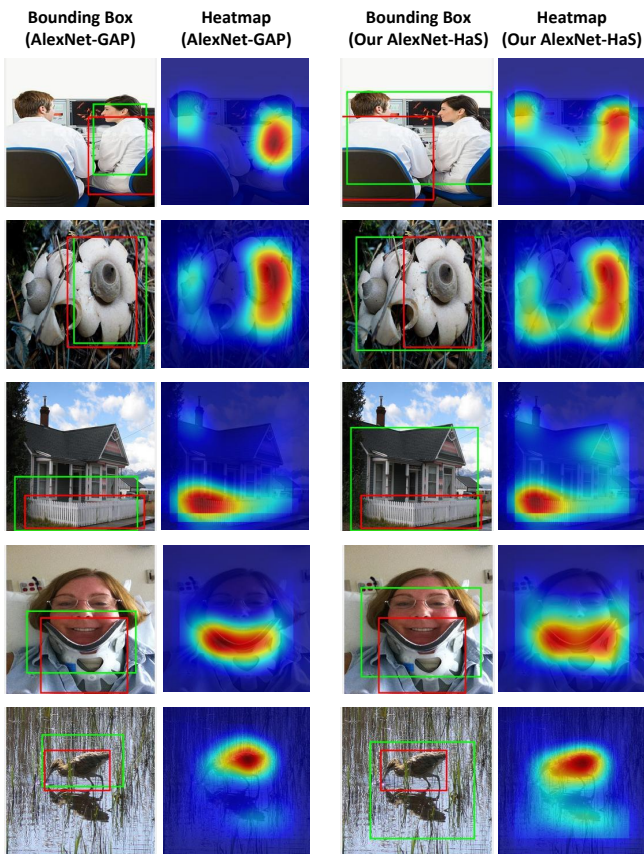 Bounding Box
(AlexNet-GAP)
Heatmap
(AlexNet-GAP)
Bounding Box
(Our AlexNet-HaS)
Heatmap
(Our AlexNet-HaS)